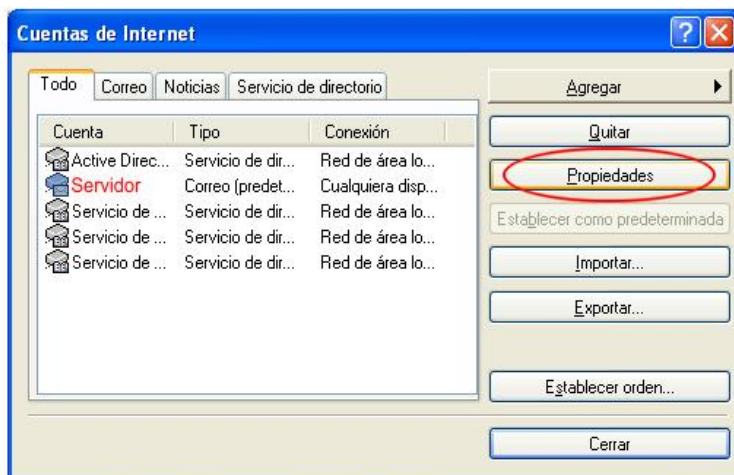 Cuentas de Internet
Todo Correo Noticias Servicio de directorio
Cuenta Tipo Conexión
Active Direc... Servicio de dir... Red de área lo...
Servidor Correo (predet... Cualquiera disp...
Servicio de ... Servicio de dir... Red de área lo...
Servicio de ... Servicio de dir... Red de área lo...
Servicio de ... Servicio de dir... Red de área lo...
Agregar
Quitar
Propiedades
Establecer como predeterminada
Importar...
Exportar...
Establecer orden...
Cerrar